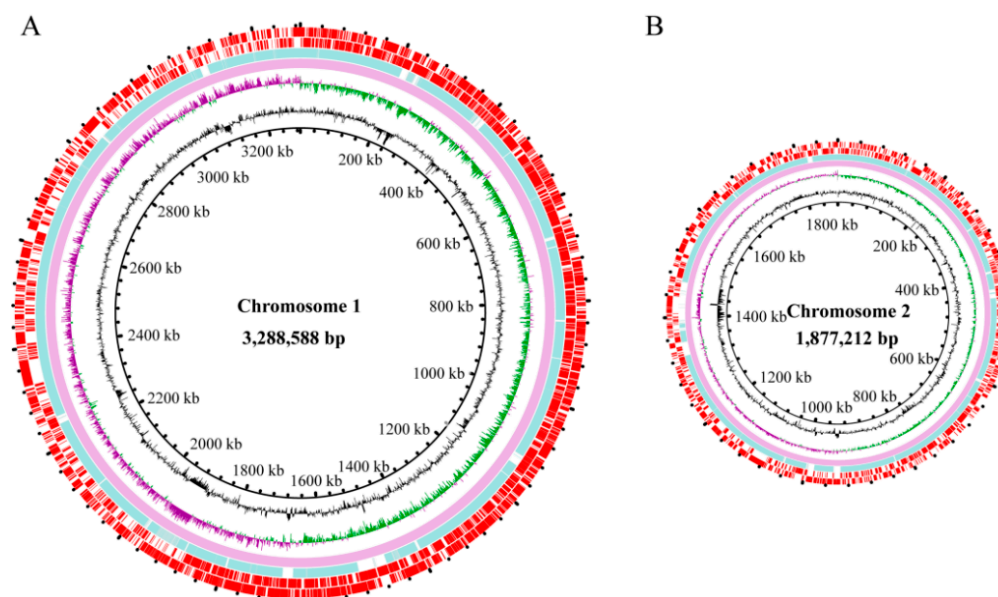 A
B
3200 kb
200 kb
3000 kb
400 kb
2800 kb
600 kb
2600 kb
800 kb
Chromosome 1
3,288,588 bp
2400 kb
1000 kb
2200 kb
1200 kb
2000 kb
1400 kb
1800 kb
1600 kb
1800 kb
200 kb
1600 kb
400 kb
1400 kb
Chromosome 2
1,877,212 bp
600 kb
1200 kb
800 kb
1000 kb